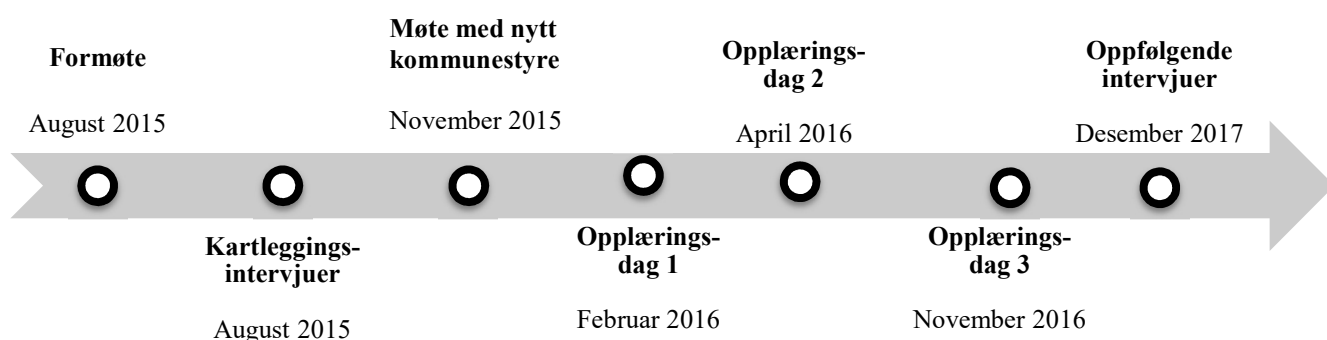 Formøte
August 2015
Kartleggings-
intervjuer
August 2015
Møte med nytt
kommunestyre
November 2015
Opplærings-
dag 1
Februar 2016
Opplærings-
dag 2
April 2016
Opplærings-
dag 3
November 2016
Oppfølgende
intervjuer
Desember 2017